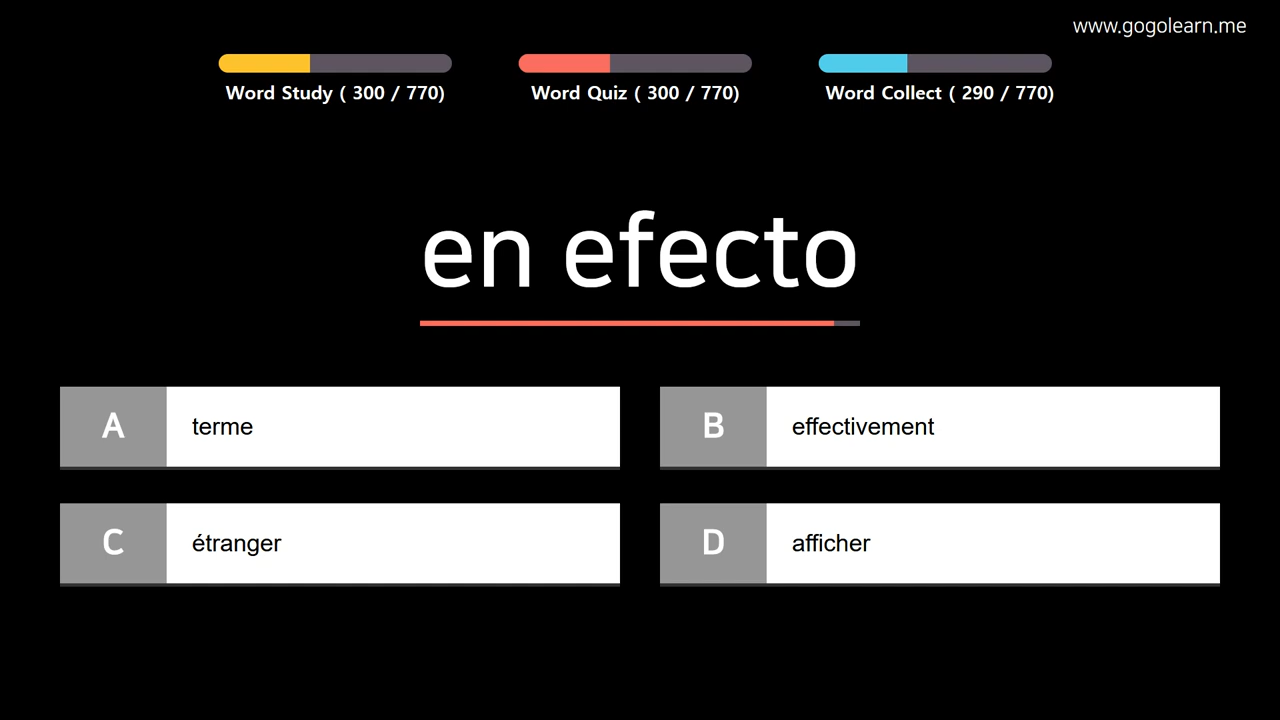 www.gogolearn.me
Word Study ( 300 / 770)
Word Quiz ( 300 / 770)
Word Collect ( 290 / 770)
en efecto
A terme
B effectivement
C étranger
D afficher